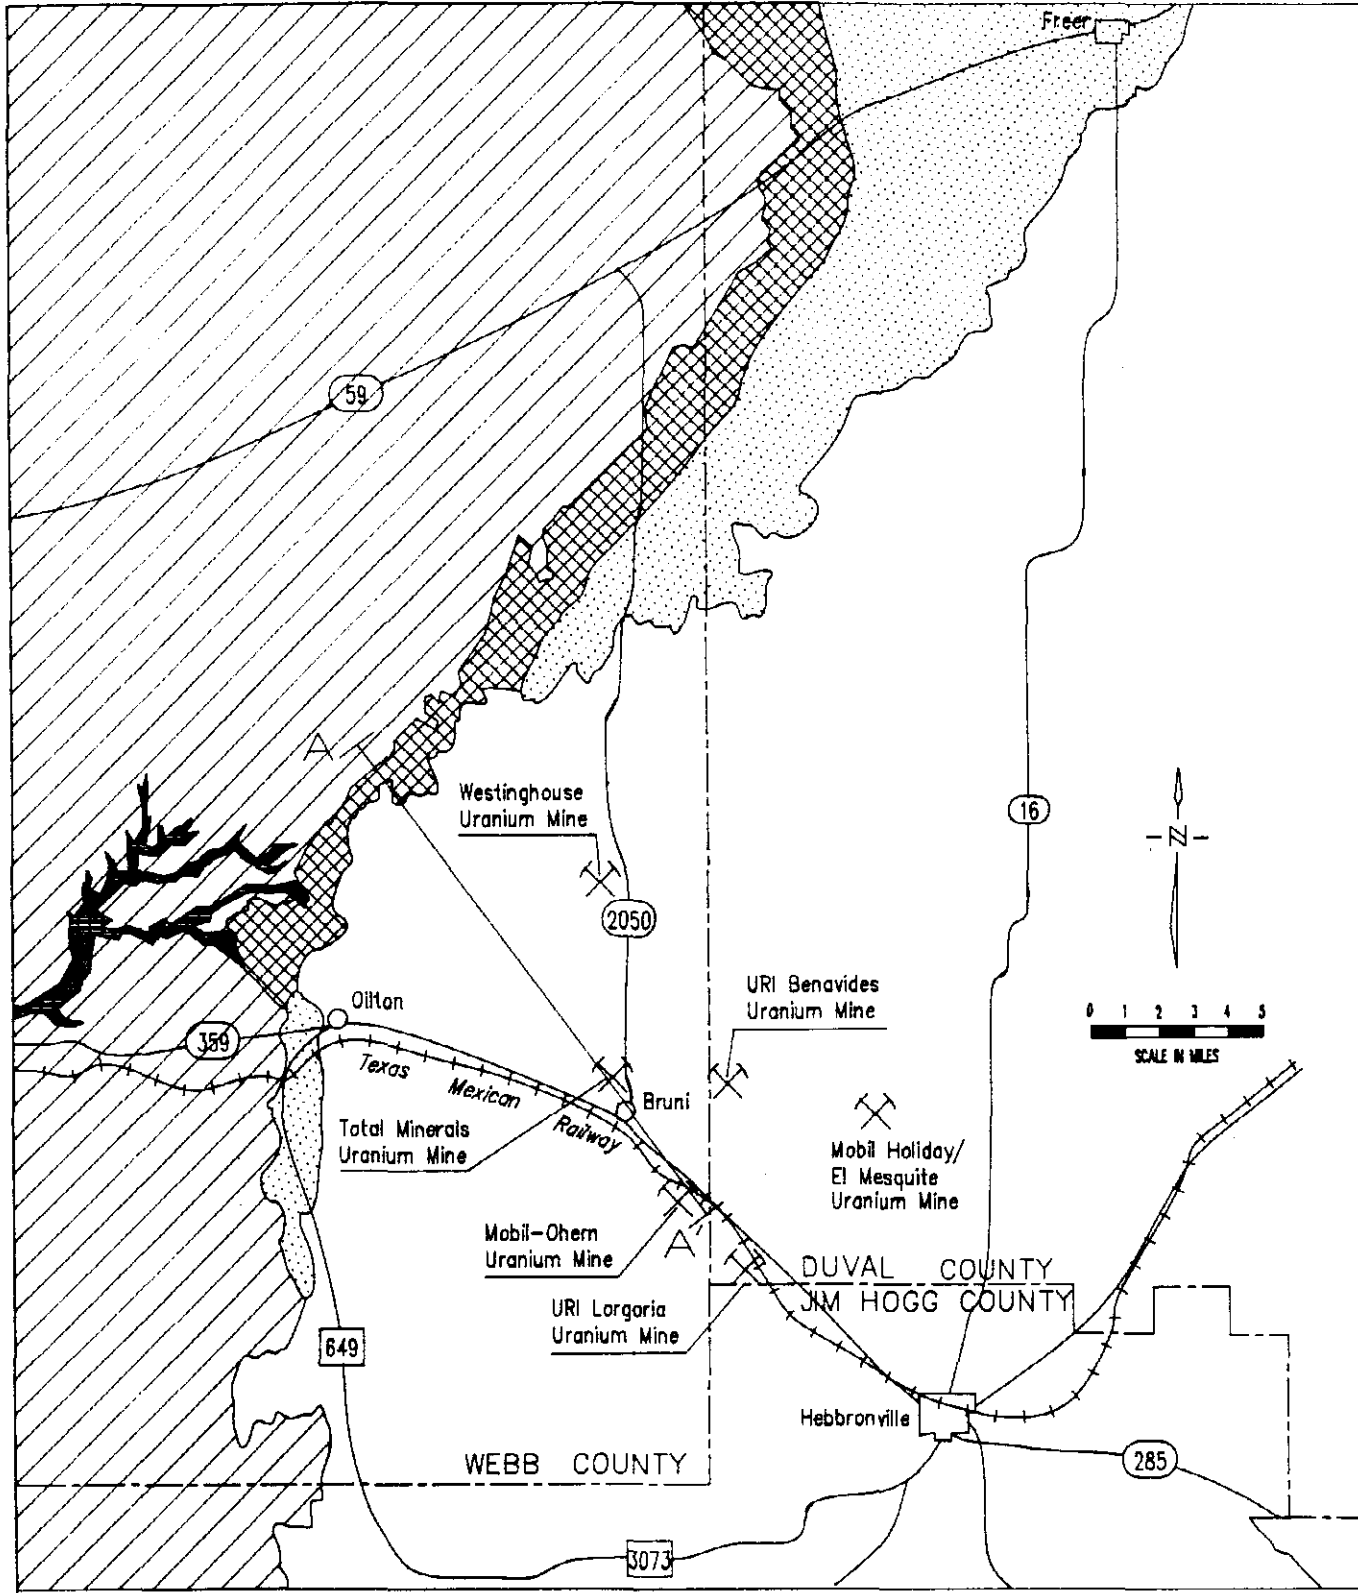 Freer
59
A
Westinghouse
Uranium Mine
16
N
2050
URI Benavides
Uranium Mine
Oilton
0 1 2 3 4 5
SCALE IN MILES
359
Texas Mexican Railway
Bruni
Total Minerals
Uranium Mine
Mobil Holiday/
El Mesquite
Uranium Mine
Mobil-Ohern
Uranium Mine
A'
DUVAL COUNTY
JIM HOGG COUNTY
URI Lorgoria
Uranium Mine
649
Hebbronville
WEBB COUNTY
285
3073